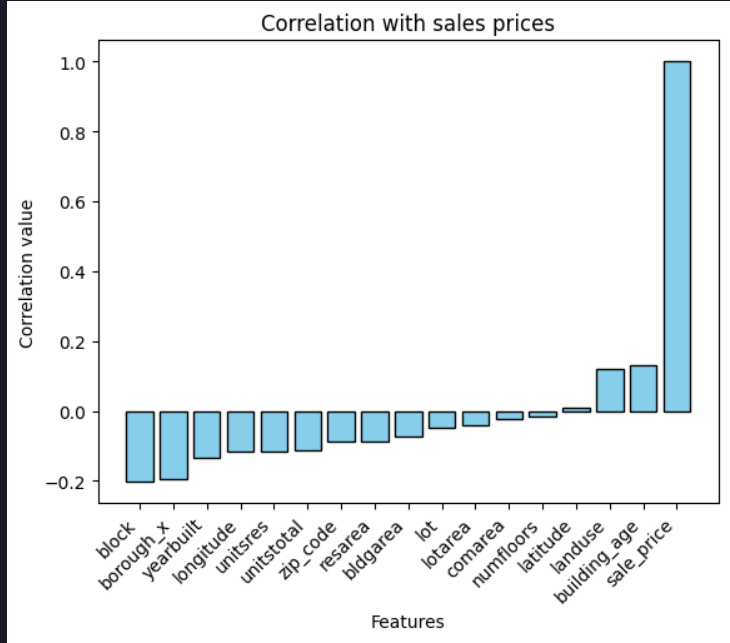 Correlation with sales prices
Correlation value
1.0
0.8
0.6
0.4
0.2
0.0
−0.2
block
borough_x
yearbuilt
longitude
unitsres
unitstotal
zip_code
resarea
bldgarea
lot
lotarea
comarea
numfloors
latitude
landuse
building_age
sale_price
Features